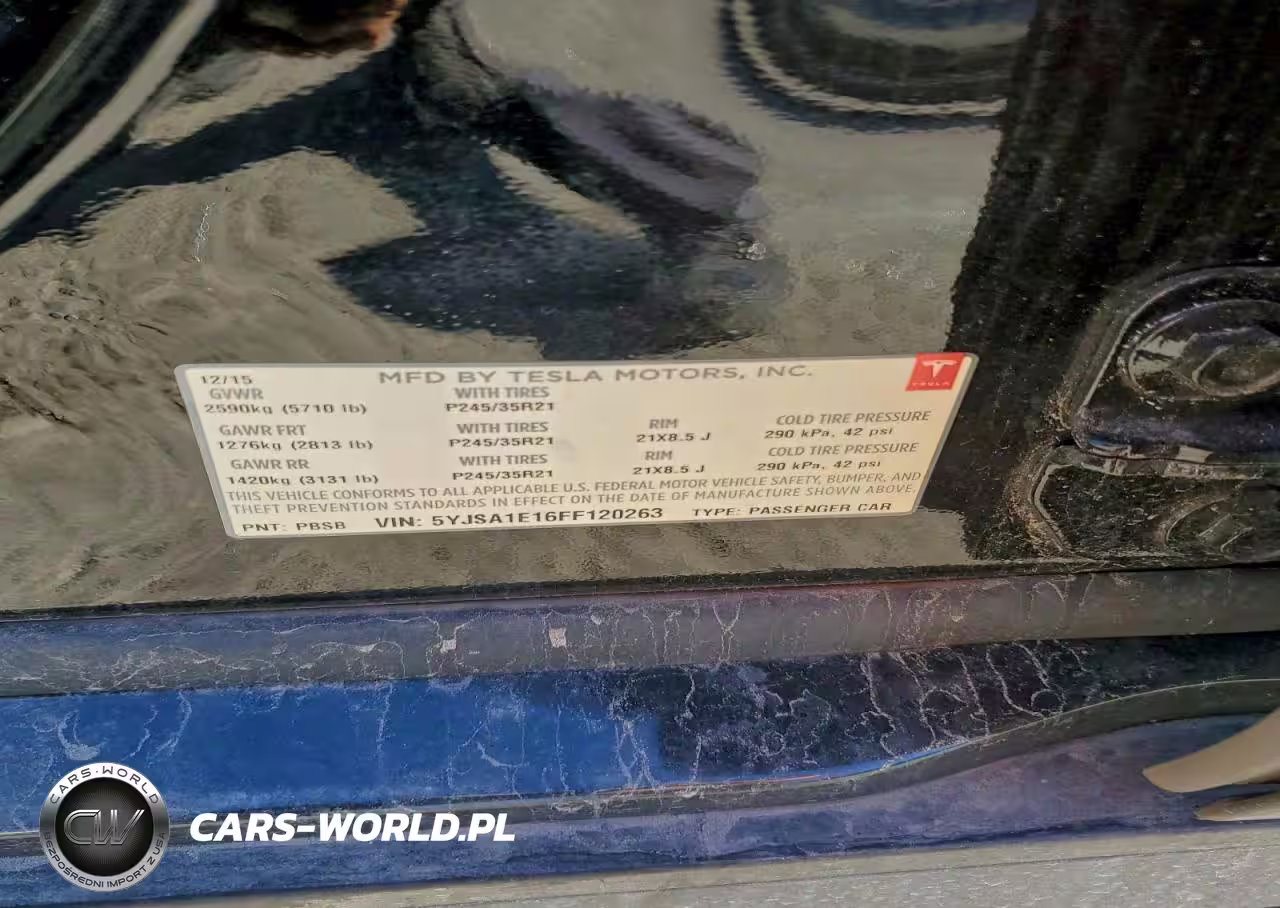 12/15
MFD BY TESLA MOTORS, INC.
TESLA
GVWR
WITH TIRES
2590kg (5710 lb)
P245/35R21
GAWR FRT
WITH TIRES
RIM
COLD TIRE PRESSURE
1276kg (2813 lb)
P245/35R21
21X8.5 J
290 kPa, 42 psi
GAWR RR
WITH TIRES
RIM
COLD TIRE PRESSURE
1420kg (3131 lb)
P245/35R21
21X8.5 J
290 kPa, 42 psi
THIS VEHICLE CONFORMS TO ALL APPLICABLE U.S. FEDERAL MOTOR VEHICLE SAFETY, BUMPER, AND
THEFT PREVENTION STANDARDS IN EFFECT ON THE DATE OF MANUFACTURE SHOWN ABOVE.
PNT: PBSB VIN: 5YJSA1E16FF120263 TYPE: PASSENGER CAR
CARS-WORLD
CW
BEZPOŚREDNI IMPORT Z USA
CARS-WORLD.PL